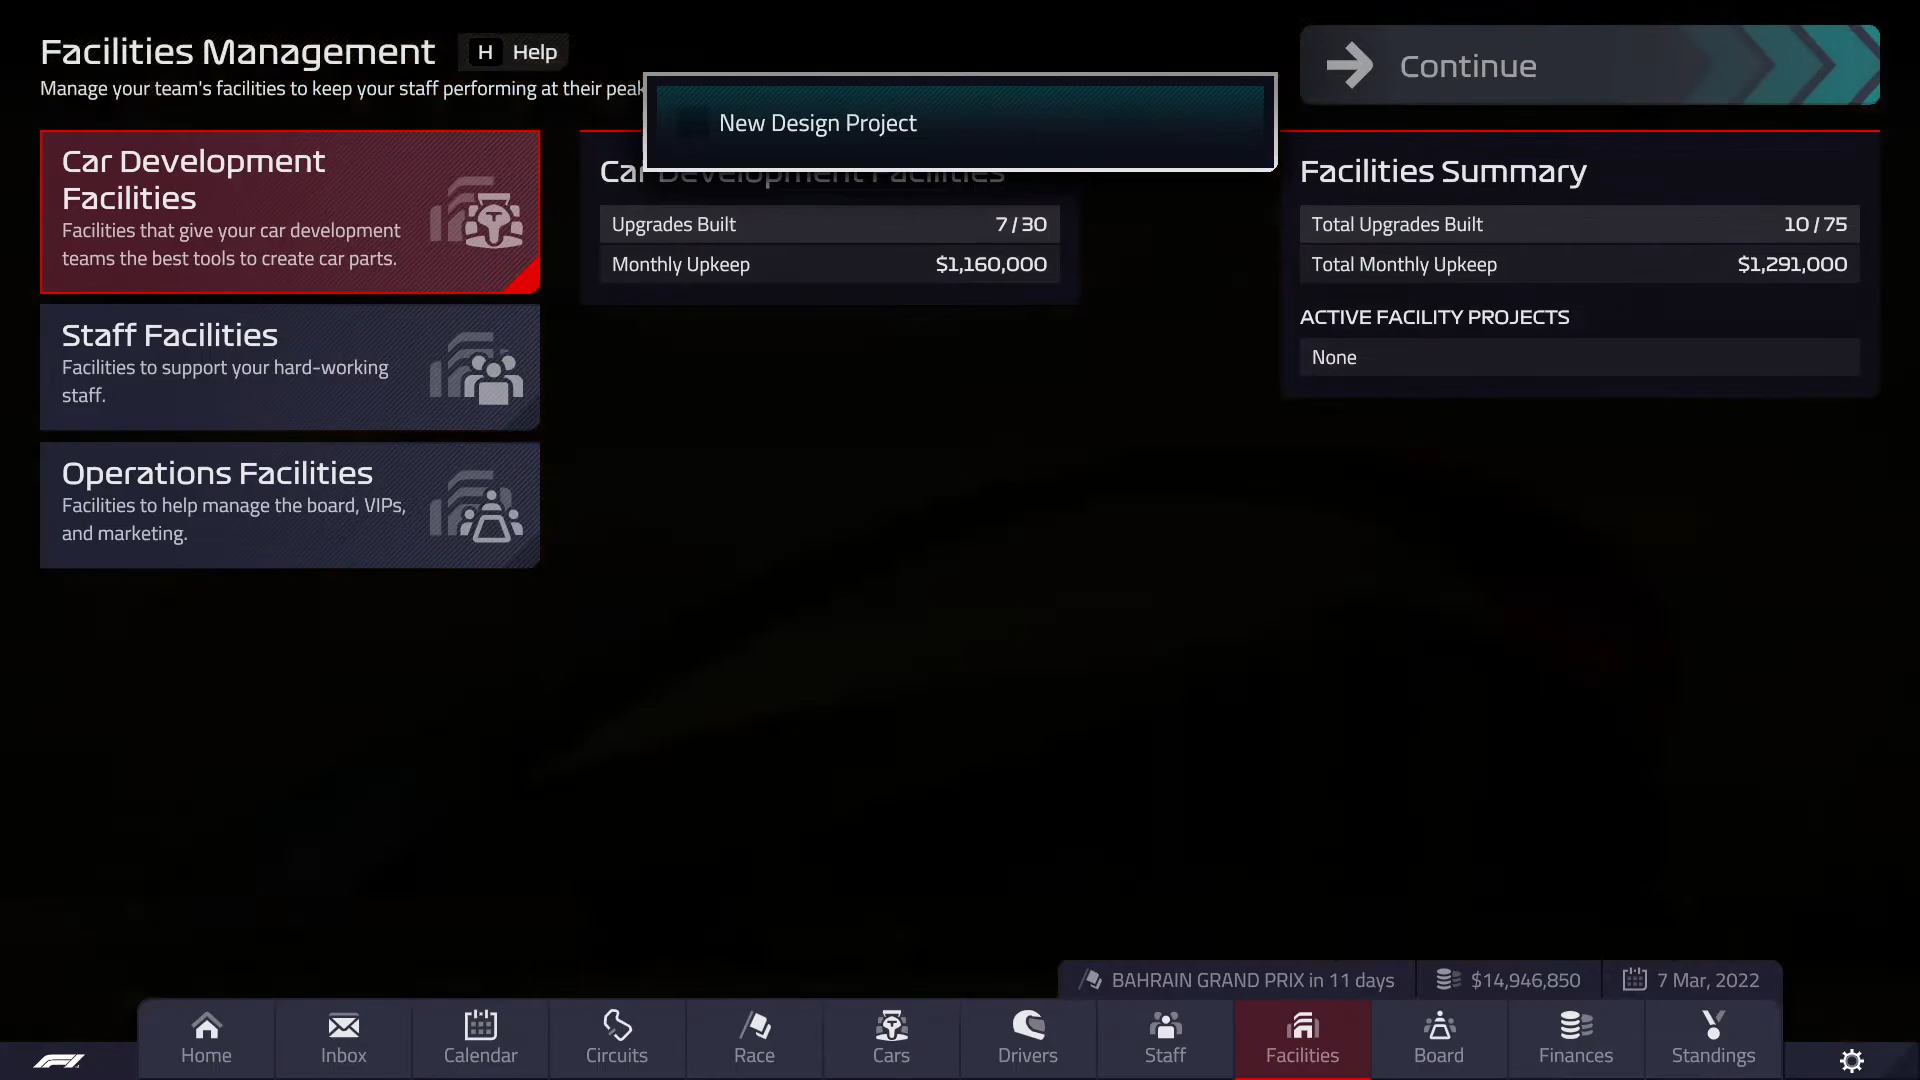 Facilities Management
H Help
Manage your team's facilities to keep your staff performing at their peak
New Design Project
Continue
Car Development
Facilities
Facilities that give your car development
teams the best tools to create car parts.
Staff Facilities
Facilities to support your hard-working
staff.
Operations Facilities
Facilities to help manage the board, VIPs,
and marketing.
Car Development Facilities
Upgrades Built 7/30
Monthly Upkeep $1,160,000
Facilities Summary
Total Upgrades Built 10/75
Total Monthly Upkeep $1,291,000
ACTIVE FACILITY PROJECTS
None
BAHRAIN GRAND PRIX in 11 days $14,946,850 7 Mar, 2022
Home Inbox Calendar Circuits Race Cars Drivers Staff Facilities Board Finances Standings